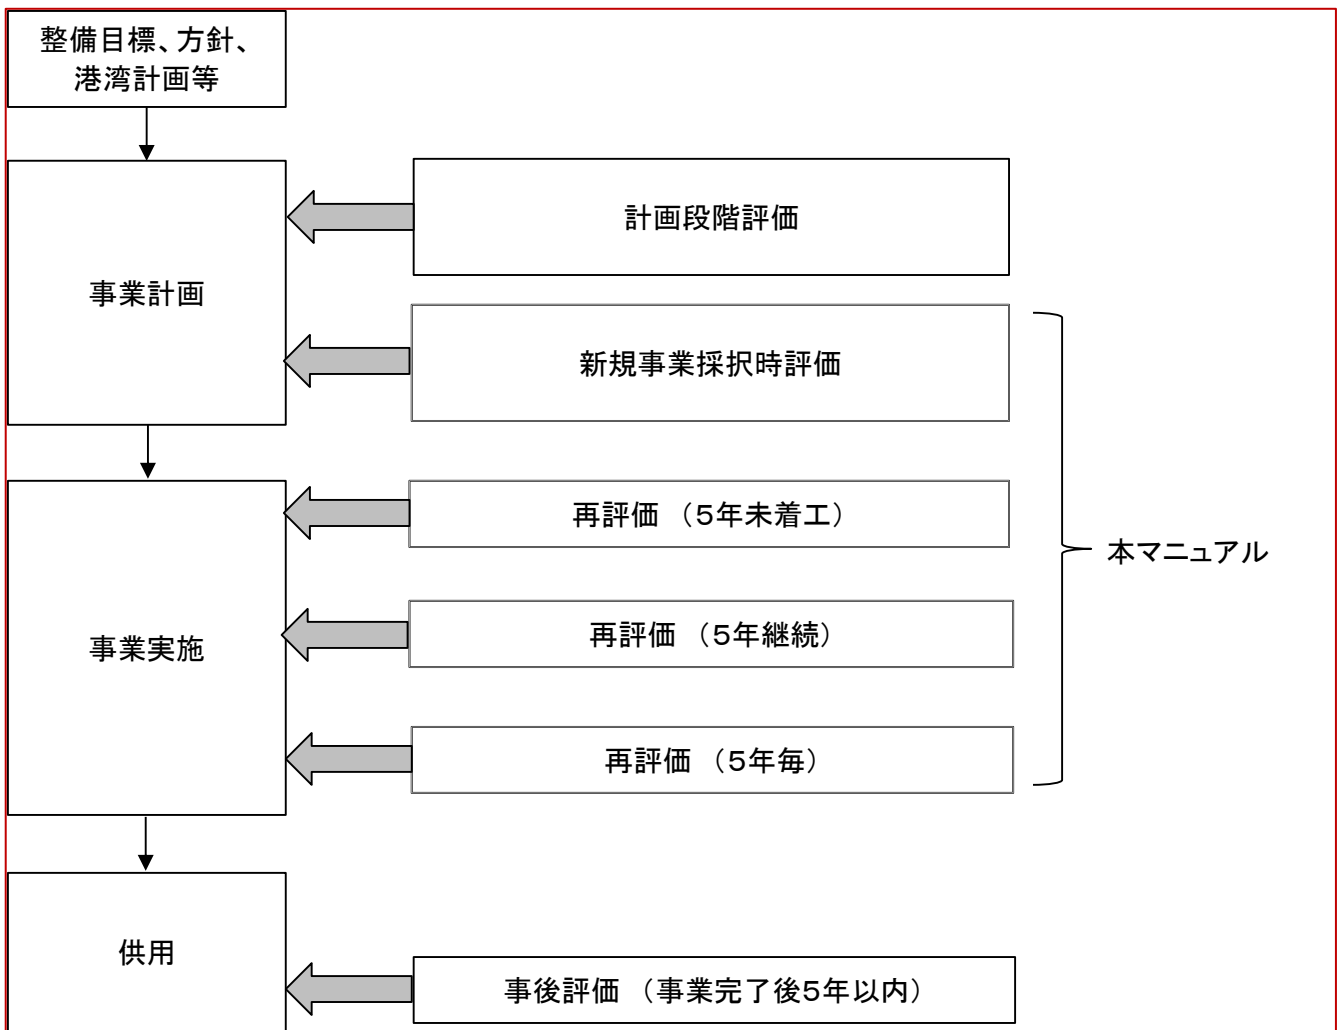 整備目標、方針、
港湾計画等
計画段階評価
事業計画
新規事業採択時評価
再評価 （5年未着工）
本マニュアル
再評価 （5年継続）
事業実施
再評価 （5年毎）
供用
事後評価 （事業完了後5年以内）